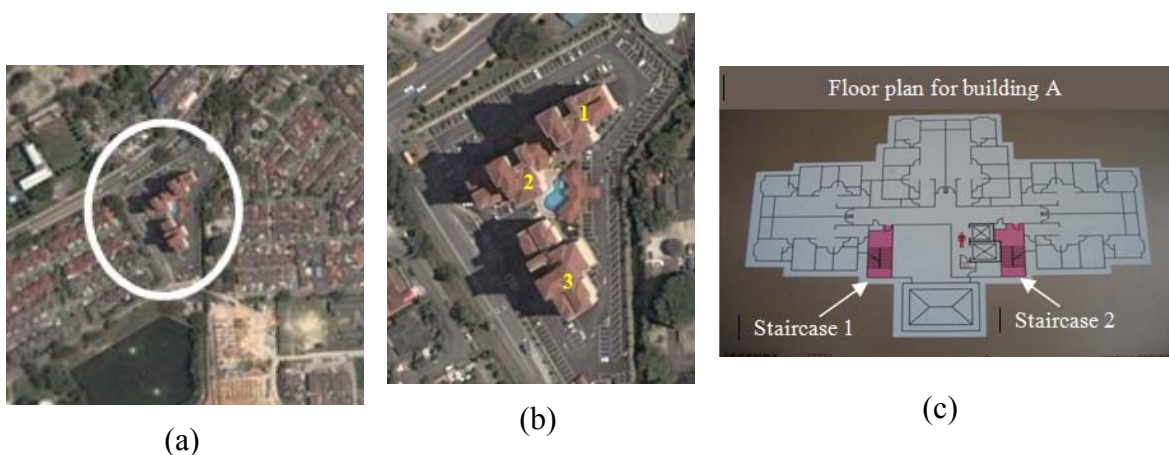 1
2
3
Floor plan for building A
Staircase 1
Staircase 2
(a)
(b)
(c)